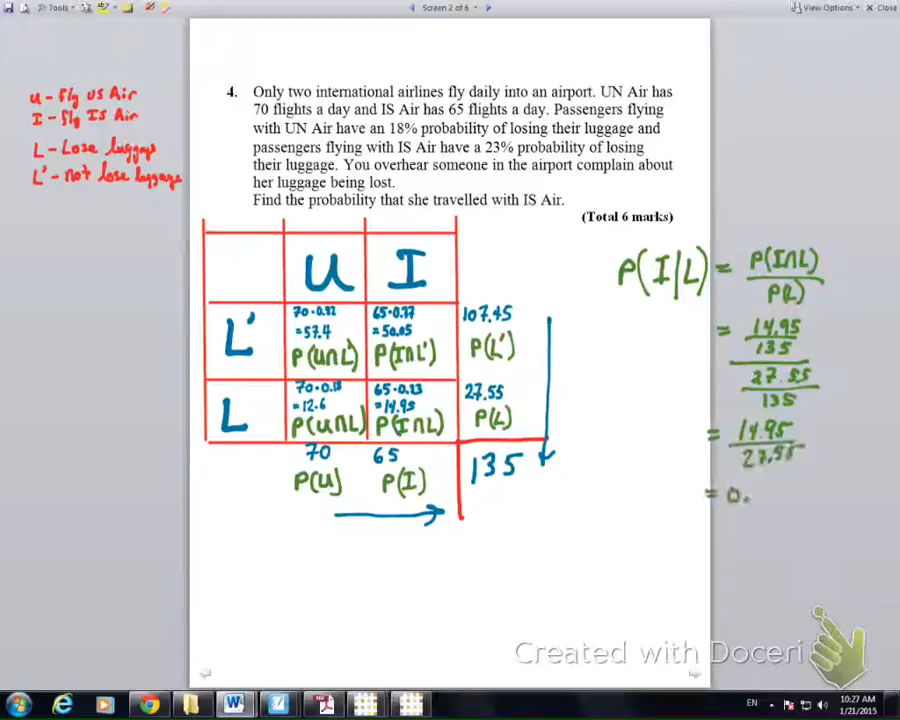 Tools
Screen 2 of 6
View Options
Close
U - Fly US Air
I - fly IS Air
L - Lose luggage
L' - not lose luggage
4. Only two international airlines fly daily into an airport. UN Air has
70 flights a day and IS Air has 65 flights a day. Passengers flying
with UN Air have an 18% probability of losing their luggage and
passengers flying with IS Air have a 23% probability of losing
their luggage. You overhear someone in the airport complain about
her luggage being lost.
Find the probability that she travelled with IS Air.
(Total 6 marks)
U I
L' 70·0.82 65·0.77 107.45
=57.4 =50.05
P(U∩L') P(I∩L') P(L')
L 70·0.18 65·0.23 27.55
=12.6 =14.95
P(U∩L) P(I∩L) P(L)
70 65 135
P(U) P(I)
P(I|L) = P(I∩L)
P(L)
= 14.95
135
27.55
135
= 14.95
27.55
= 0.
Created with Doceri
EN
10:27 AM
1/21/2015